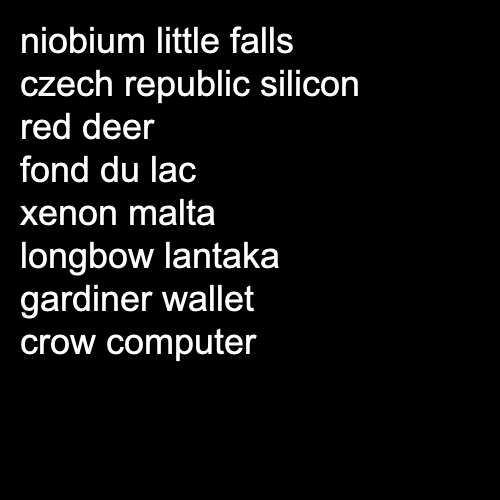 niobium little falls
czech republic silicon
red deer
fond du lac
xenon malta
longbow lantaka
gardiner wallet
crow computer